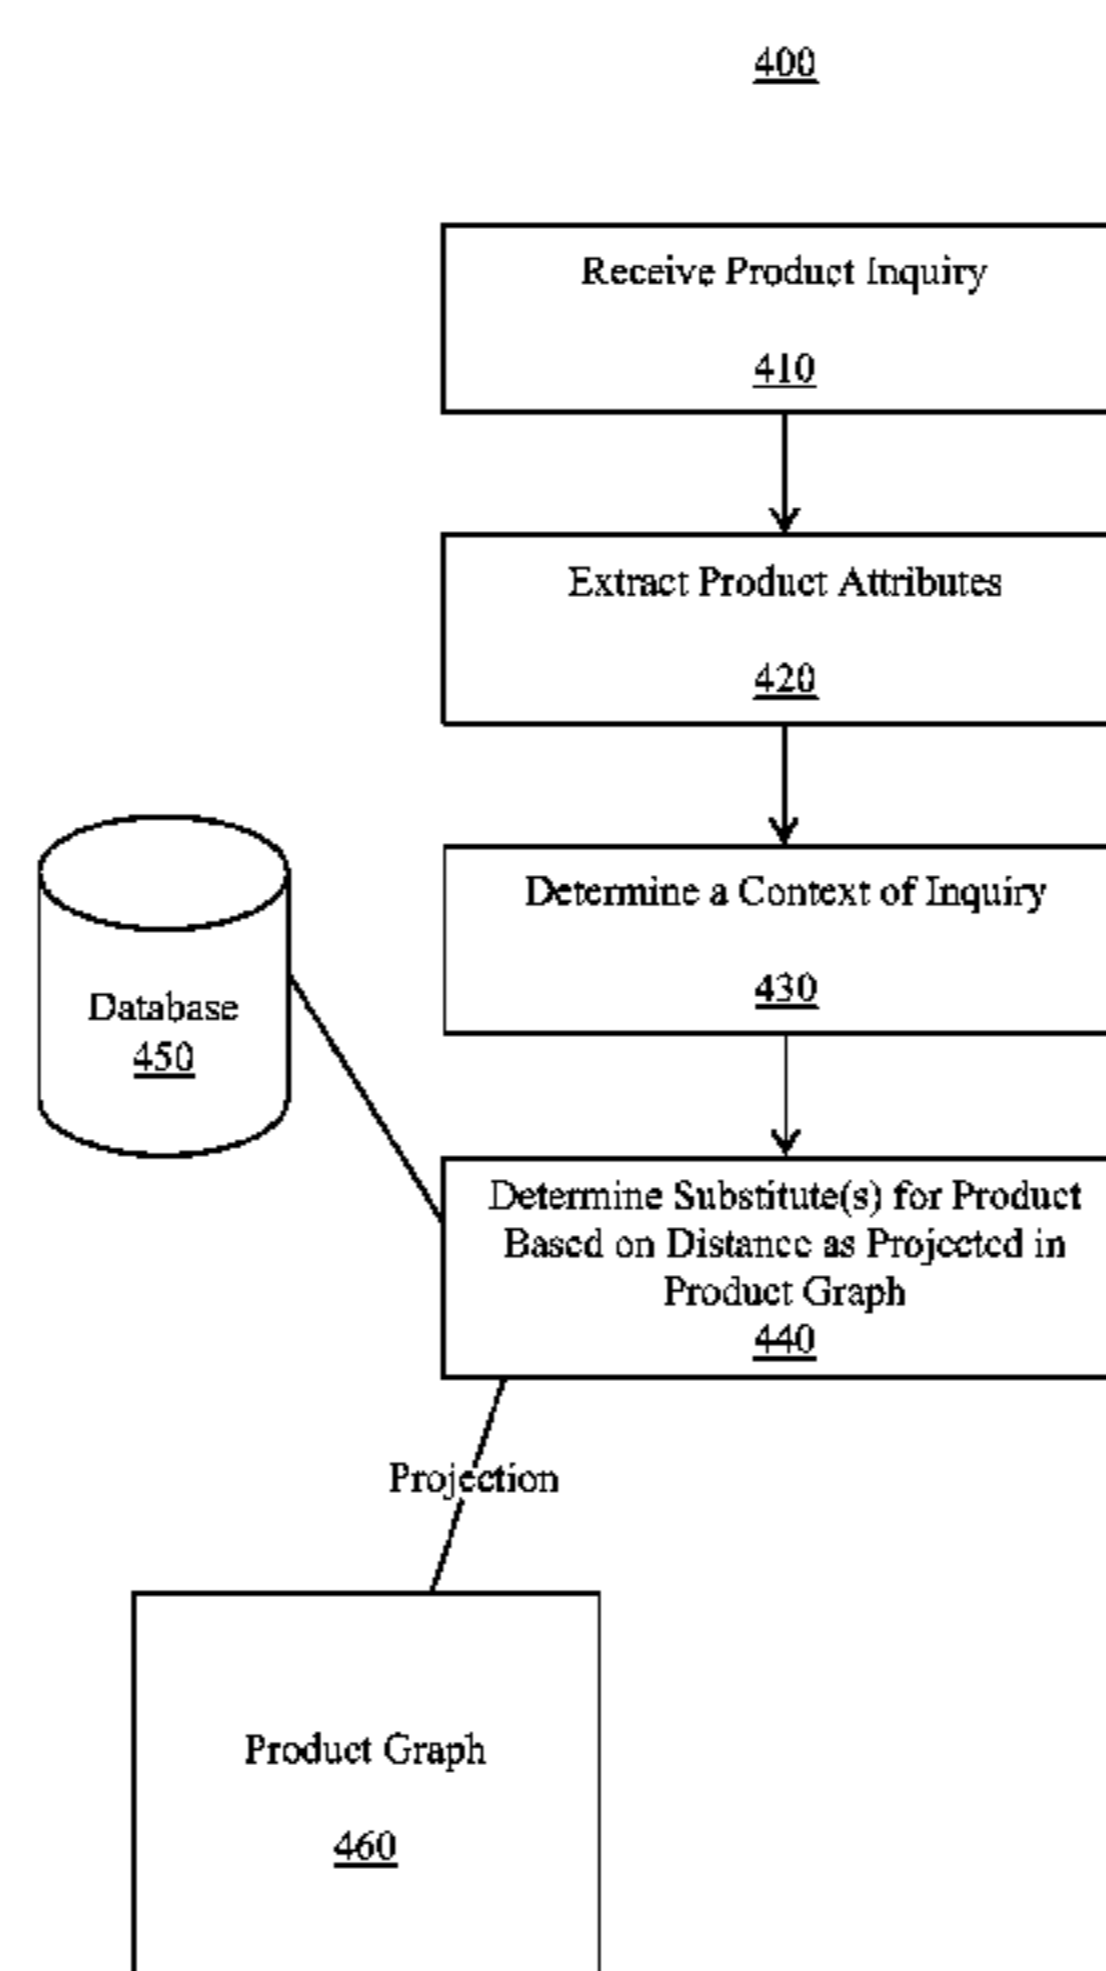 400
Receive Product Inquiry
410
Extract Product Attributes
420
Determine a Context of Inquiry
430
Database
450
Determine Substitute(s) for Product
Based on Distance as Projected in
Product Graph
440
Projection
Product Graph
460